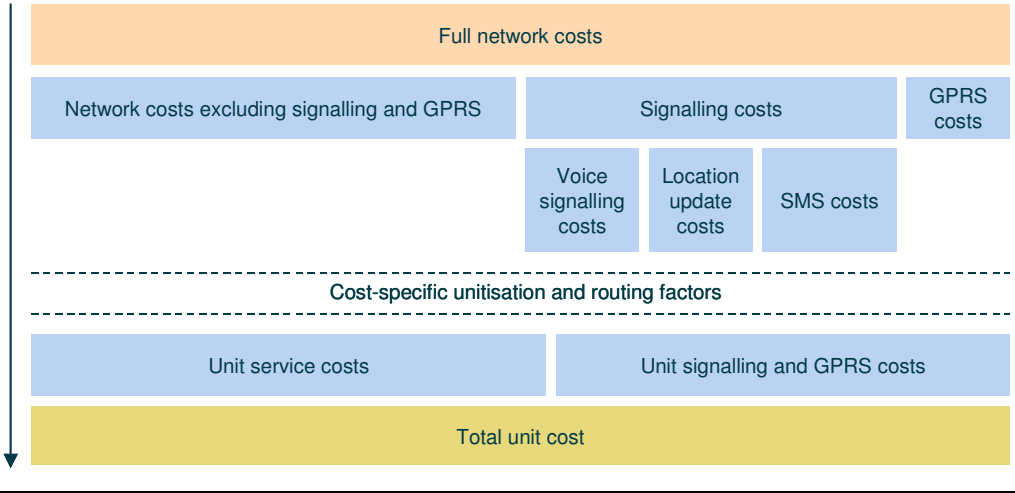 Full network costs
Network costs excluding signalling and GPRS
Signalling costs
GPRS
costs
Voice
signalling
costs
Location
update
costs
SMS costs
Cost-specific unitisation and routing factors
Unit service costs
Unit signalling and GPRS costs
Total unit cost